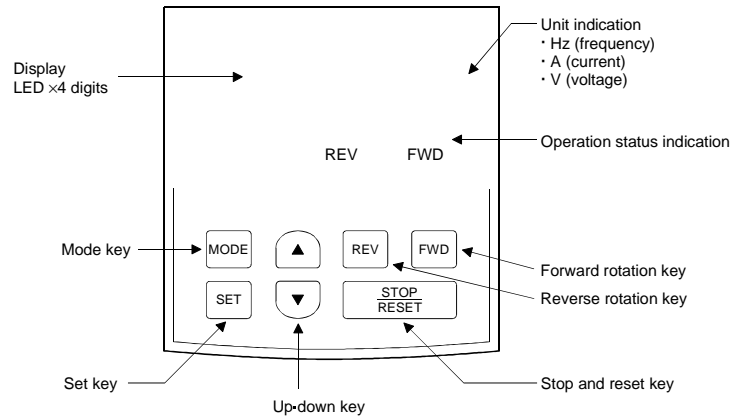 Unit indication
· Hz (frequency)
· A (current)
· V (voltage)
Display
LED ×4 digits
Operation status indication
REV FWD
Mode key
MODE ▲ REV FWD
Forward rotation key
Reverse rotation key
SET ▼ STOP
RESET
Set key
Stop and reset key
Up·down key